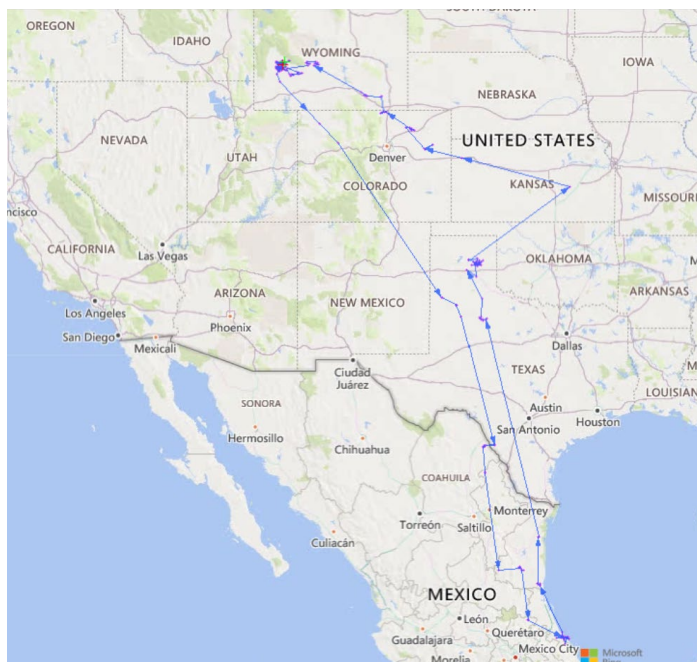 SOUTH DAKOTA
OREGON
IDAHO
WYOMING
IOWA
NEBRASKA
NEVADA
UTAH
Denver
UNITED STATES
COLORADO
KANSAS
MISSOUR
ncisco
CALIFORNIA
Las Vegas
Los Angeles
ARIZONA
NEW MEXICO
OKLAHOMA
ARKANSAS
San Diego
Mexicali
Phoenix
Dallas
Ciudad
Juárez
TEXAS
LOUISIAN
SONORA
Austin
San Antonio
Houston
Hermosillo
Chihuahua
COAHUILA
Monterrey
Torreón
Saltillo
Culiacán
MEXICO
León
Querétaro
Guadalajara
Mexico City
Morelia
Microsoft